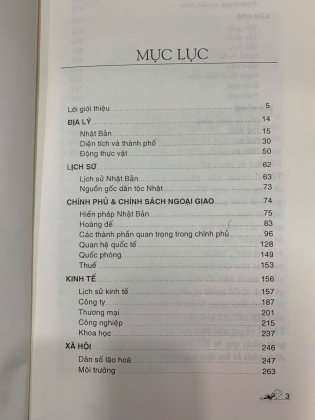 MỤC LỤC
Lời giới thiệu 5
ĐỊA LÝ 14
Nhật Bản 15
Diện tích và thành phố 30
Động thực vật 50
LỊCH SỬ 62
Lịch sử Nhật Bản 63
Nguồn gốc dân tộc Nhật 73
CHÍNH PHỦ & CHÍNH SÁCH NGOẠI GIAO 74
Hiến pháp Nhật Bản 75
Hoàng đế 83
Các thành phần quan trọng trong chính phủ 96
Quan hệ quốc tế 128
Quốc phòng 149
Thuế 153
KINH TẾ 156
Lịch sử kinh tế 157
Công ty 187
Thương mại 201
Công nghiệp 215
Khoa học 237
XÃ HỘI 246
Dân số lão hoá 247
Môi trường 263
3